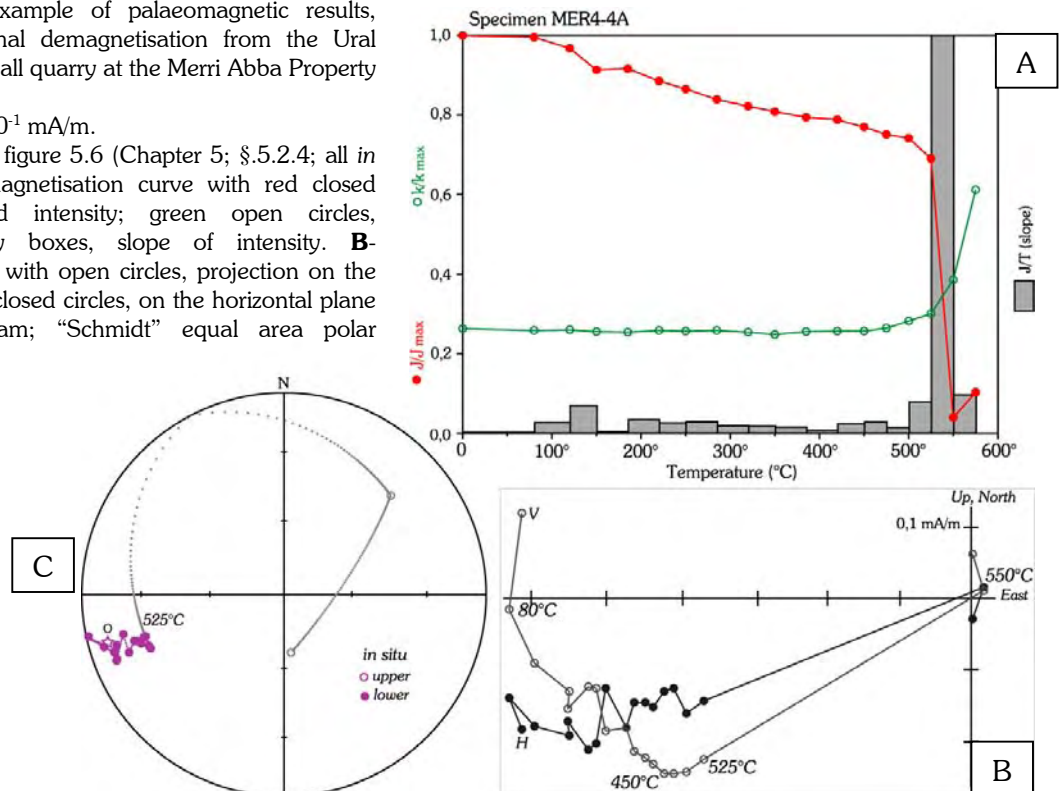 xample of palaeomagnetic results,
nal demagnetisation from the Ural
all quarry at the Merri Abba Property
0-1 mA/m.
figure 5.6 (Chapter 5; §.5.2.4; all in
agnetisation curve with red closed
d intensity; green open circles,
y boxes, slope of intensity. B-
with open circles, projection on the
closed circles, on the horizontal plane
am; “Schmidt” equal area polar
Specimen MER4-4A
A
1,0
0,8
0,6
0,4
0,2
0,0
k/k max
J/J max
J/T (slope)
0 100° 200° 300° 400° 500° 600°
Temperature (°C)
C
N
O
525°C
in situ
upper
lower
B
Up, North
0,1 mA/m
V
80°C
550°C
East
H
450°C
525°C